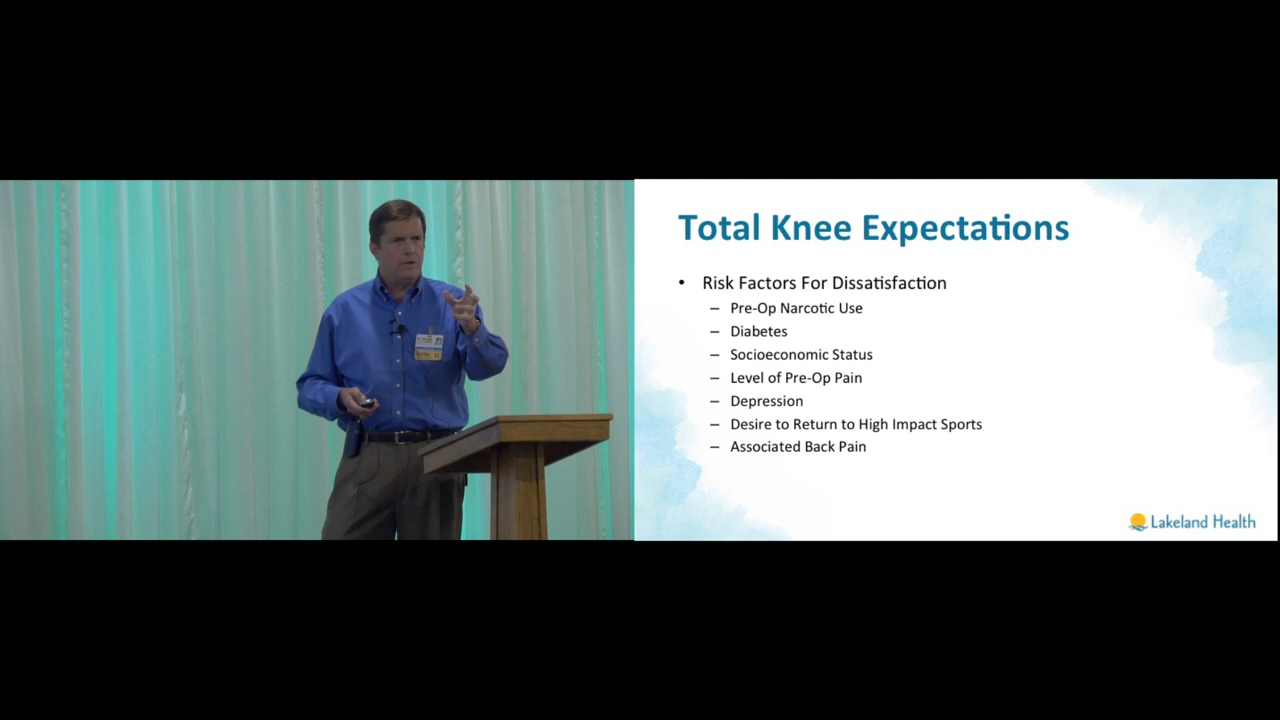 Total Knee Expectations
• Risk Factors For Dissatisfaction
– Pre-Op Narcotic Use
– Diabetes
– Socioeconomic Status
– Level of Pre-Op Pain
– Depression
– Desire to Return to High Impact Sports
– Associated Back Pain
Lakeland Health